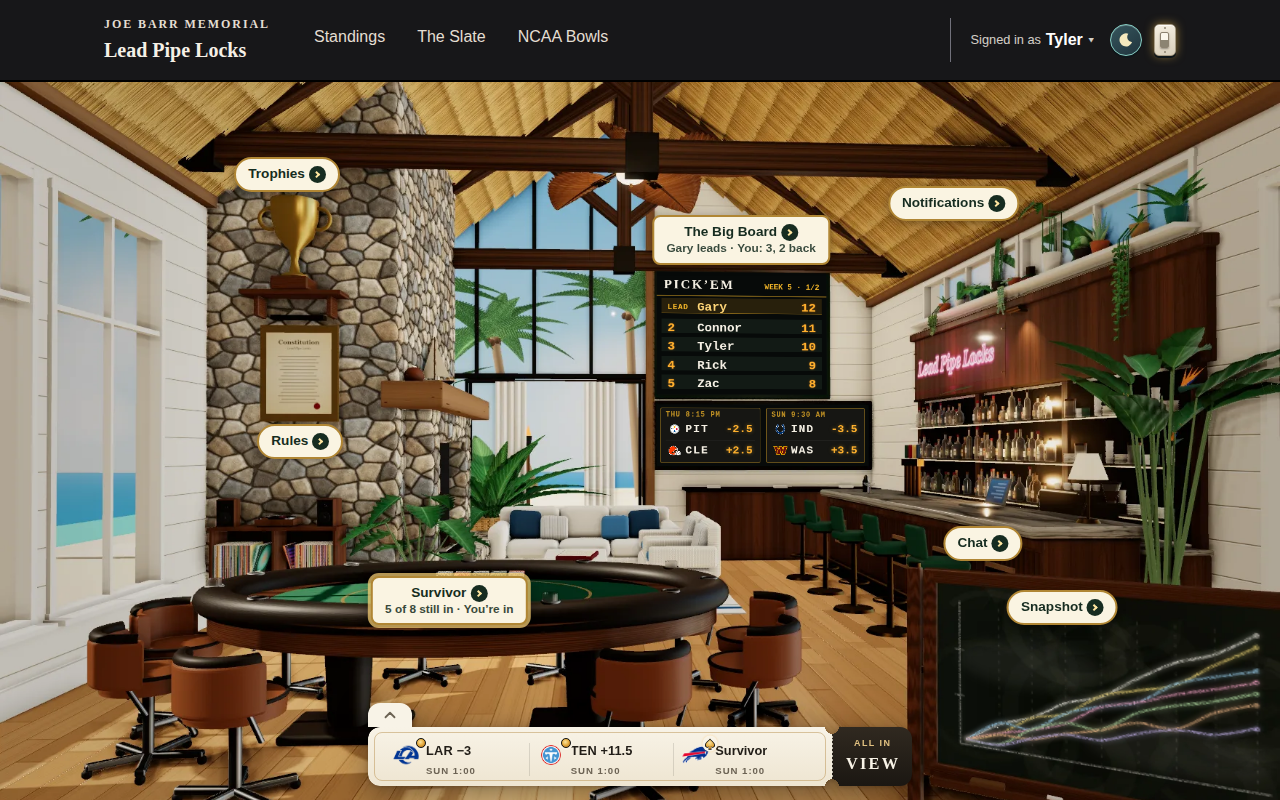 JOE BARR MEMORIAL
Lead Pipe Locks
Standings
The Slate
NCAA Bowls
Signed in as Tyler
Trophies
Notifications
The Big Board
Gary leads · You: 3, 2 back
PICK'EM WEEK 5 · 1/2
LEAD Gary 12
2 Connor 11
3 Tyler 10
4 Rick 9
5 Zac 8
THU 8:15 PM
PIT -2.5
CLE +2.5
SUN 9:30 AM
IND -3.5
WAS +3.5
Constitution
Rules
Lead Pipe Locks
Chat
Survivor
5 of 8 still in · You're in
Snapshot
LAR −3
SUN 1:00
TEN +11.5
SUN 1:00
Survivor
SUN 1:00
ALL IN
VIEW